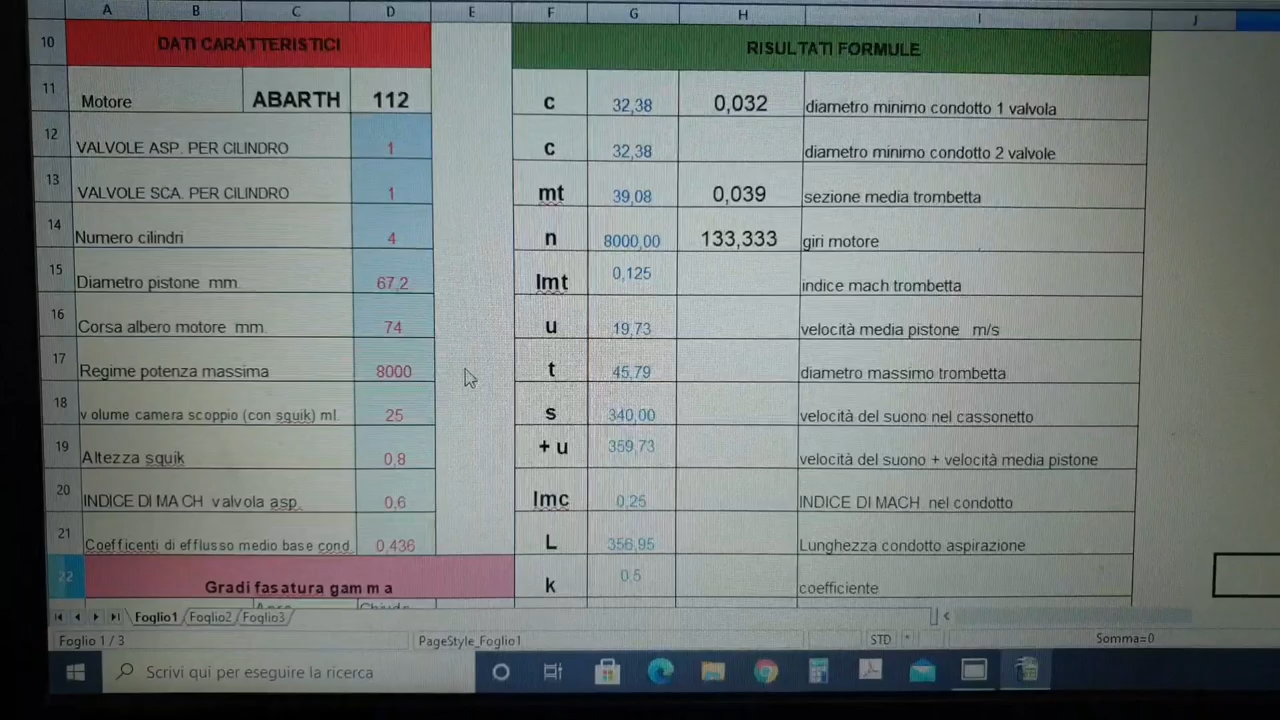 A B C D E F G H I J
10 DATI CARATTERISTICI RISULTATI FORMULE
11 Motore ABARTH 112 c 32,38 0,032 diametro minimo condotto 1 valvola
12 VALVOLE ASP. PER CILINDRO 1 c 32,38 diametro minimo condotto 2 valvole
13 VALVOLE SCA. PER CILINDRO 1 mt 39,08 0,039 sezione media trombetta
14 Numero cilindri 4 n 8000,00 133,333 giri motore
15 Diametro pistone mm 67,2 Imt 0,125 indice mach trombetta
16 Corsa albero motore mm 74 u 19,73 velocità media pistone m/s
17 Regime potenza massima 8000 t 45,79 diametro massimo trombetta
18 v olume camera scoppio (con squik) ml. 25 s 340,00 velocità del suono nel cassonetto
19 Altezza squik 0,8 + u 359,73 velocità del suono + velocità media pistone
20 INDICE DI MACH valvola asp. 0,6 Imc 0,25 INDICE DI MACH nel condotto
21 Coefficenti di efflusso medio base cond 0,436 L 356,95 Lunghezza condotto aspirazione
22 Gradi fasatura gamma k 0,5 coefficiente
Foglio1 Foglio2 Foglio3
Foglio 1 / 3 PageStyle_Foglio1 STD * Somma=0
Scrivi qui per eseguire la ricerca